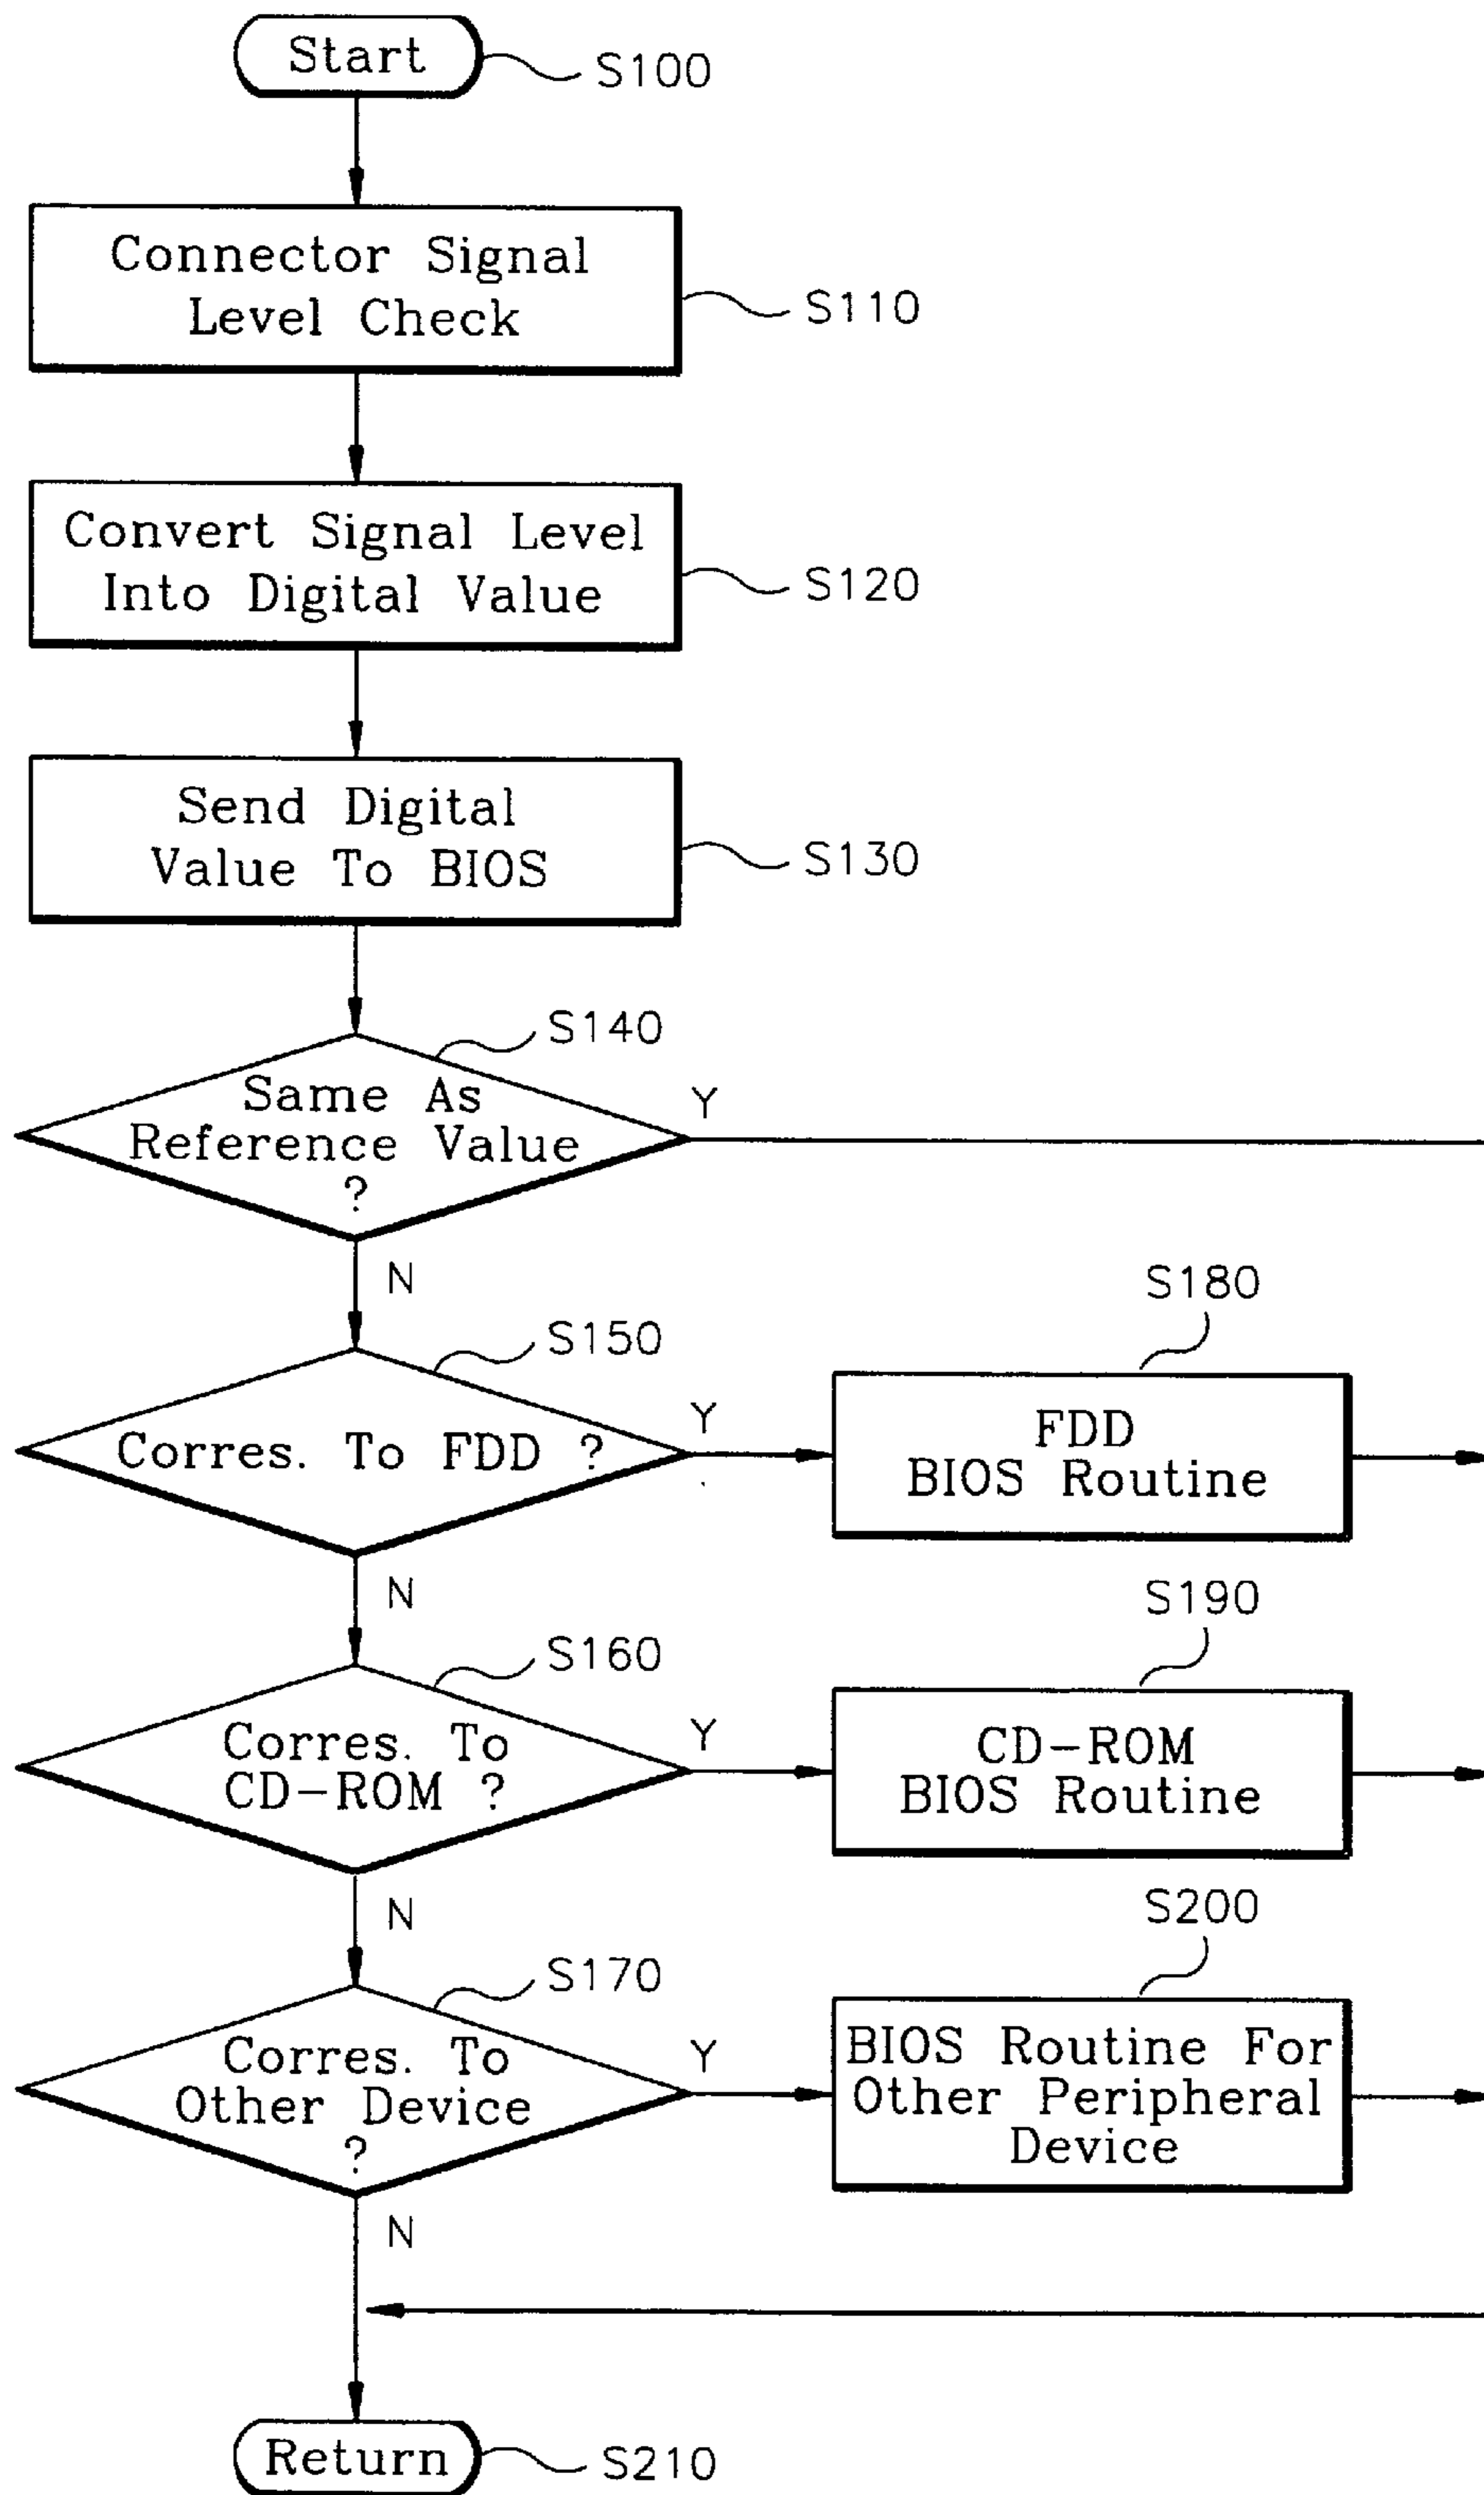 Start
S100
Connector Signal
Level Check
S110
Convert Signal Level
Into Digital Value
S120
Send Digital
Value To BIOS
S130
S140
Same As
Reference Value
?
Y
N
S150
Corres. To FDD ?
Y
S180
FDD
BIOS Routine
N
S160
Corres. To
CD-ROM ?
Y
S190
CD-ROM
BIOS Routine
N
S170
Corres. To
Other Device
?
Y
S200
BIOS Routine For
Other Peripheral
Device
N
Return
S210